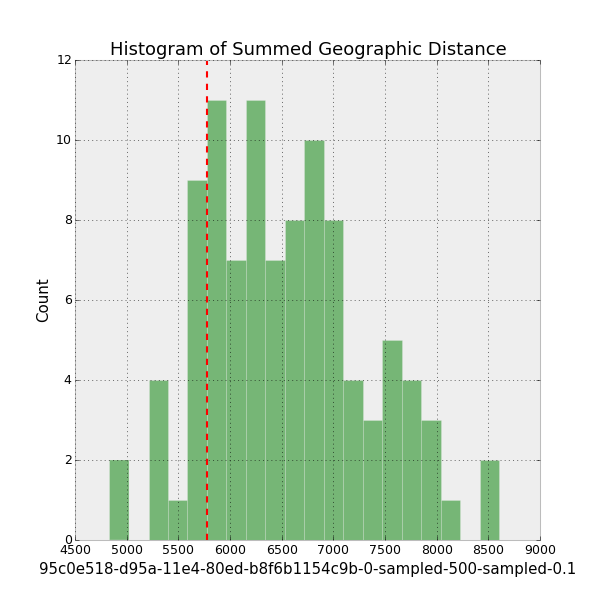 Histogram of Summed Geographic Distance
12
10
8
6
4
2
0
Count
4500 5000 5500 6000 6500 7000 7500 8000 8500 9000
95c0e518-d95a-11e4-80ed-b8f6b1154c9b-0-sampled-500-sampled-0.1